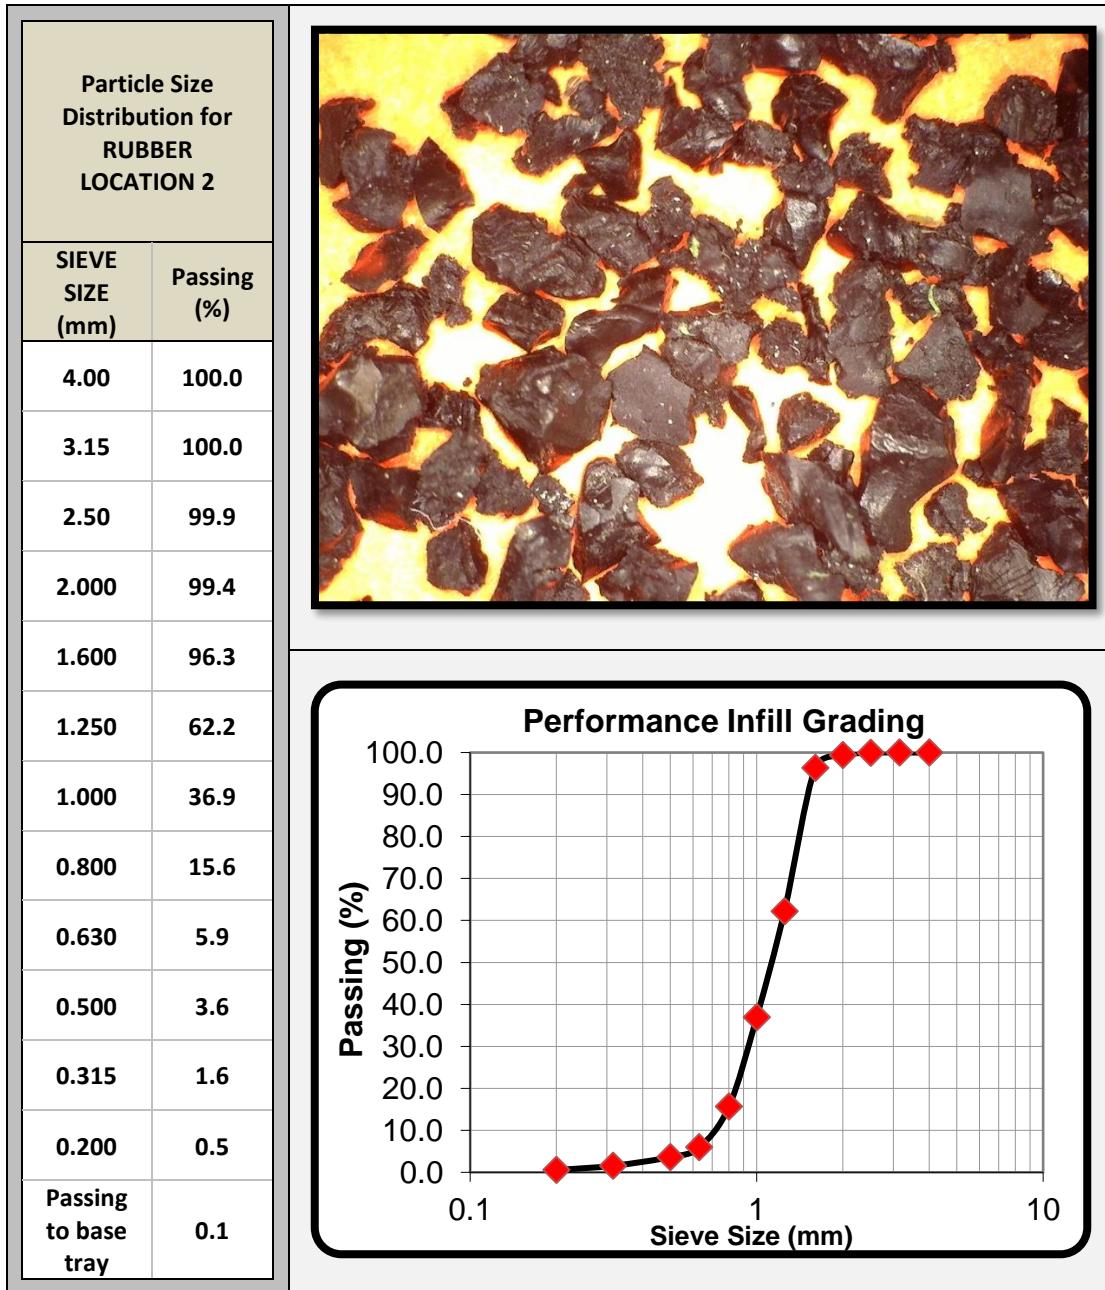 Particle Size
Distribution for
RUBBER
LOCATION 2
SIEVE
SIZE
(mm)
Passing
(%)
4.00 100.0
3.15 100.0
2.50 99.9
2.000 99.4
1.600 96.3
1.250 62.2
1.000 36.9
0.800 15.6
0.630 5.9
0.500 3.6
0.315 1.6
0.200 0.5
Passing
to base
tray
0.1
Performance Infill Grading
Passing (%)
100.0
90.0
80.0
70.0
60.0
50.0
40.0
30.0
20.0
10.0
0.0
0.1 1 10
Sieve Size (mm)